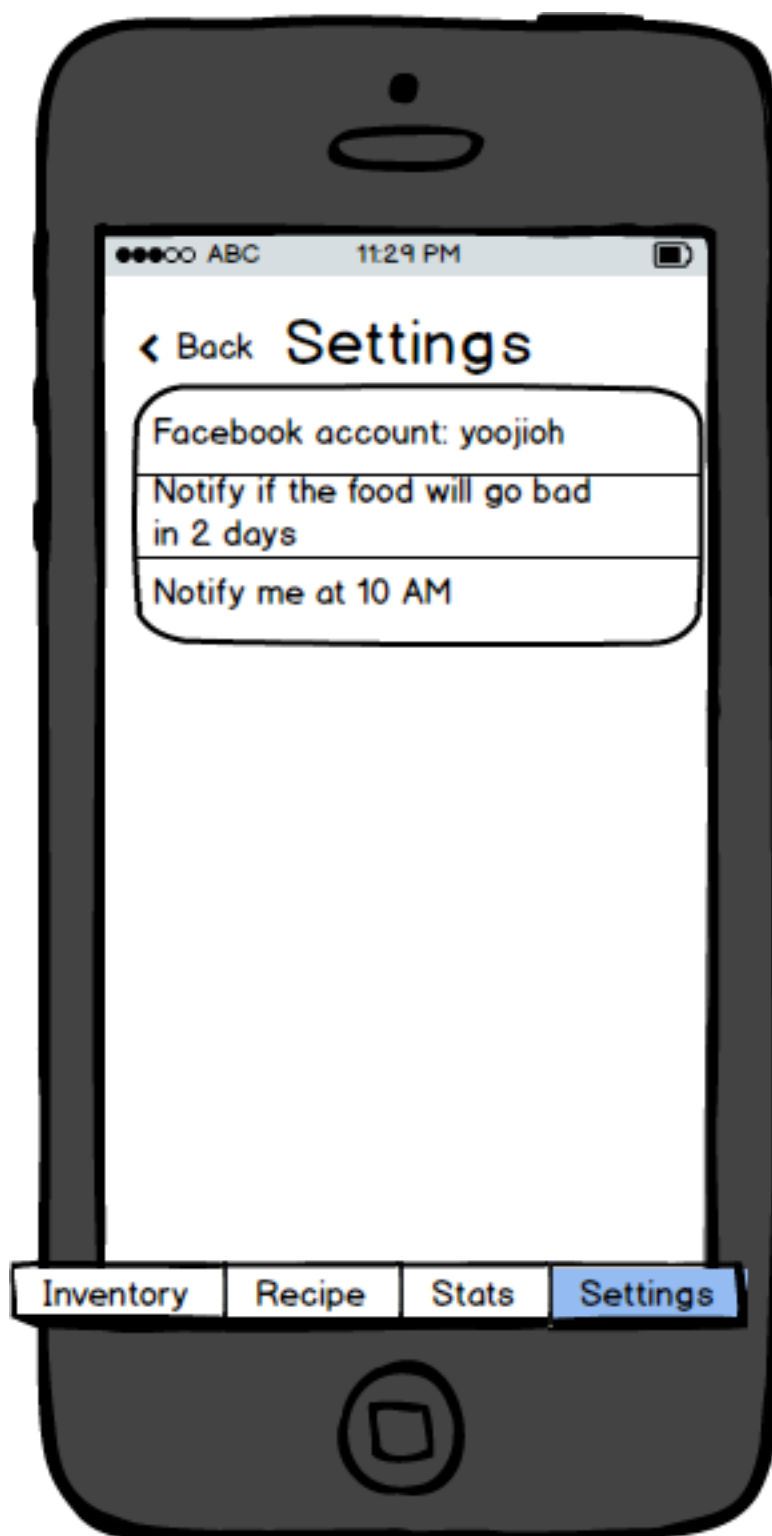 ABC 11:29 PM
Back Settings
Facebook account: yoojioh
Notify if the food will go bad
in 2 days
Notify me at 10 AM
Inventory Recipe Stats Settings